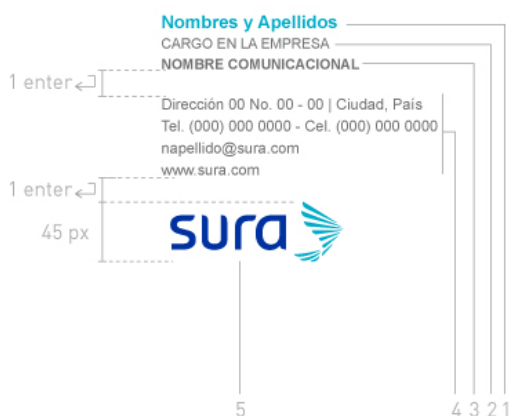 Nombres y Apellidos
CARGO EN LA EMPRESA
NOMBRE COMUNICACIONAL
1 enter
Dirección 00 No. 00 - 00 | Ciudad, País
Tel. (000) 000 0000 - Cel. (000) 000 0000
napellido@sura.com
www.sura.com
1 enter
45 px
sura
5 4 3 2 1